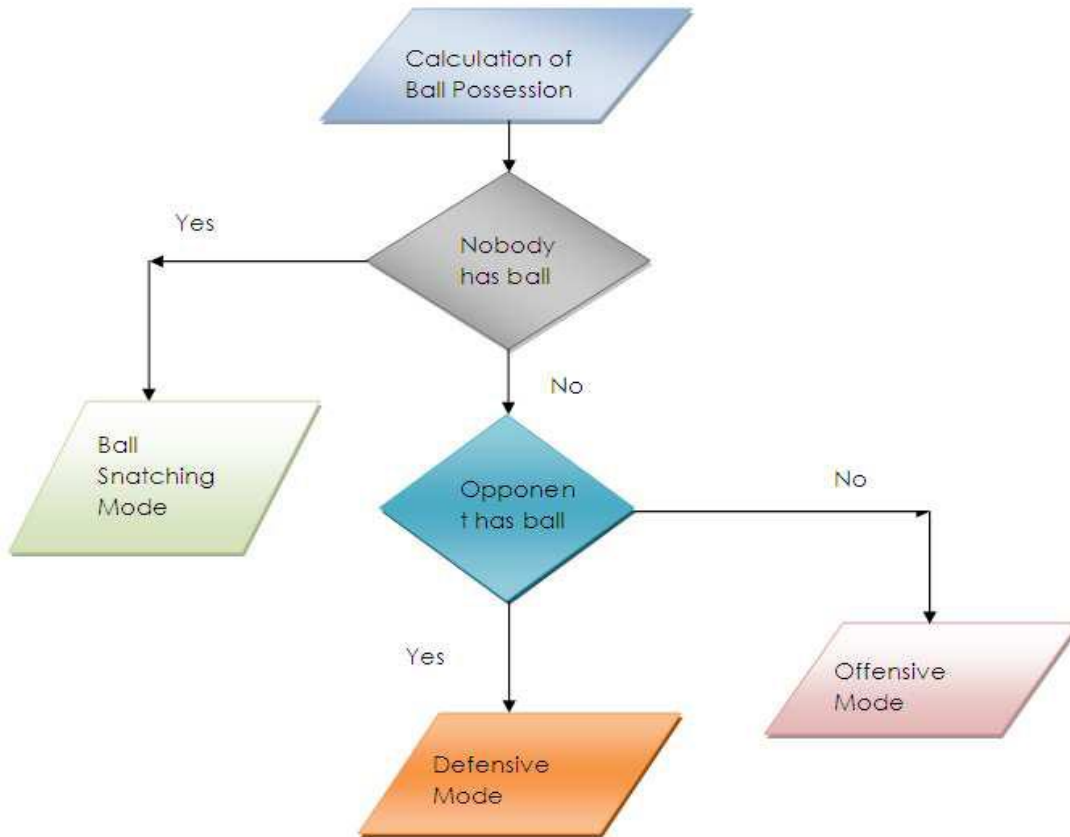 Calculation of
Ball Possession
Yes
Nobody
has ball
No
Ball
Snatching
Mode
Opponen
t has ball
No
Yes
Offensive
Mode
Defensive
Mode